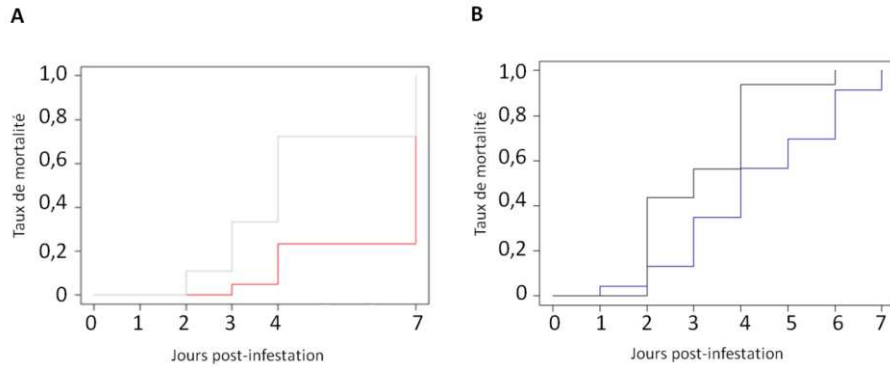 A
1,0
0,8
0,6
0,4
0,2
0
Taux de mortalité
0 1 2 3 4 7
Jours post-infestation
B
1,0
0,8
0,6
0,4
0,2
0
Taux de mortalité
0 1 2 3 4 5 6 7
Jours post-infestation